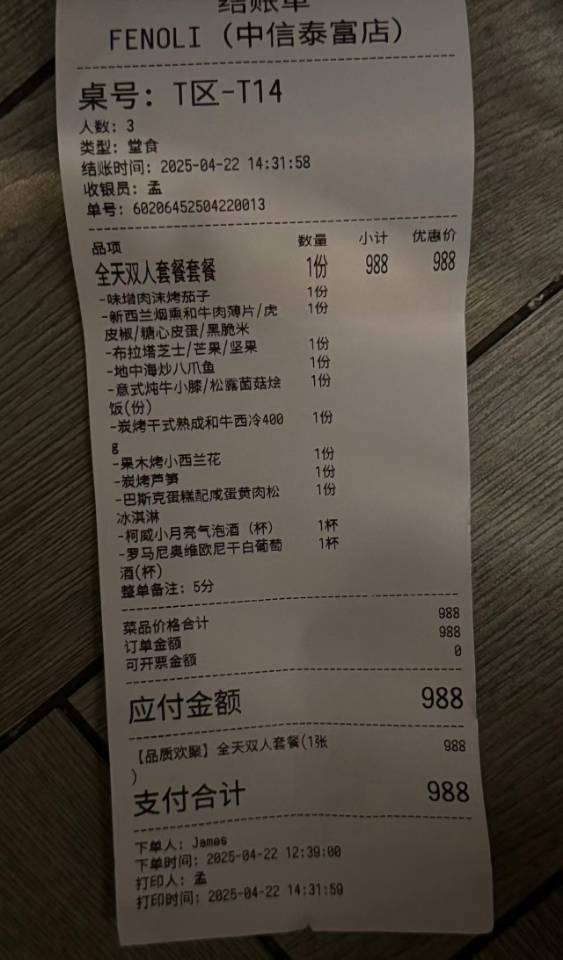 结账单
FENOLI (中信泰富店)
桌号: T区-T14
人数: 3
类型: 堂食
结账时间: 2025-04-22 14:31:58
收银员: 孟
单号: 60206452504220013
品项 数量 小计 优惠价
全天双人套餐套餐 1份 988 988
-味增肉沫烤茄子 1份
-新西兰烟熏和牛肉薄片/虎 1份
皮椒/糖心皮蛋/黑脆米
-布拉塔芝士/芒果/坚果 1份
-地中海炒八爪鱼 1份
-意式炖牛小膝/松露菌菇烩 1份
饭(份)
-炭烤干式熟成和牛西冷400 1份
g
-果木烤小西兰花 1份
-炭烤芦笋 1份
-巴斯克蛋糕配咸蛋黄肉松 1份
冰淇淋
-柯威小月亮气泡酒 (杯) 1杯
-罗马尼奥维欧尼干白葡萄 1杯
酒(杯)
整单备注: 5分
菜品价格合计 988
订单金额 988
可开票金额 0
应付金额 988
【品质欢聚】全天双人套餐(1张 988
)
支付合计 988
下单人: James
下单时间: 2025-04-22 12:39:00
打印人: 孟
打印时间: 2025-04-22 14:31:59